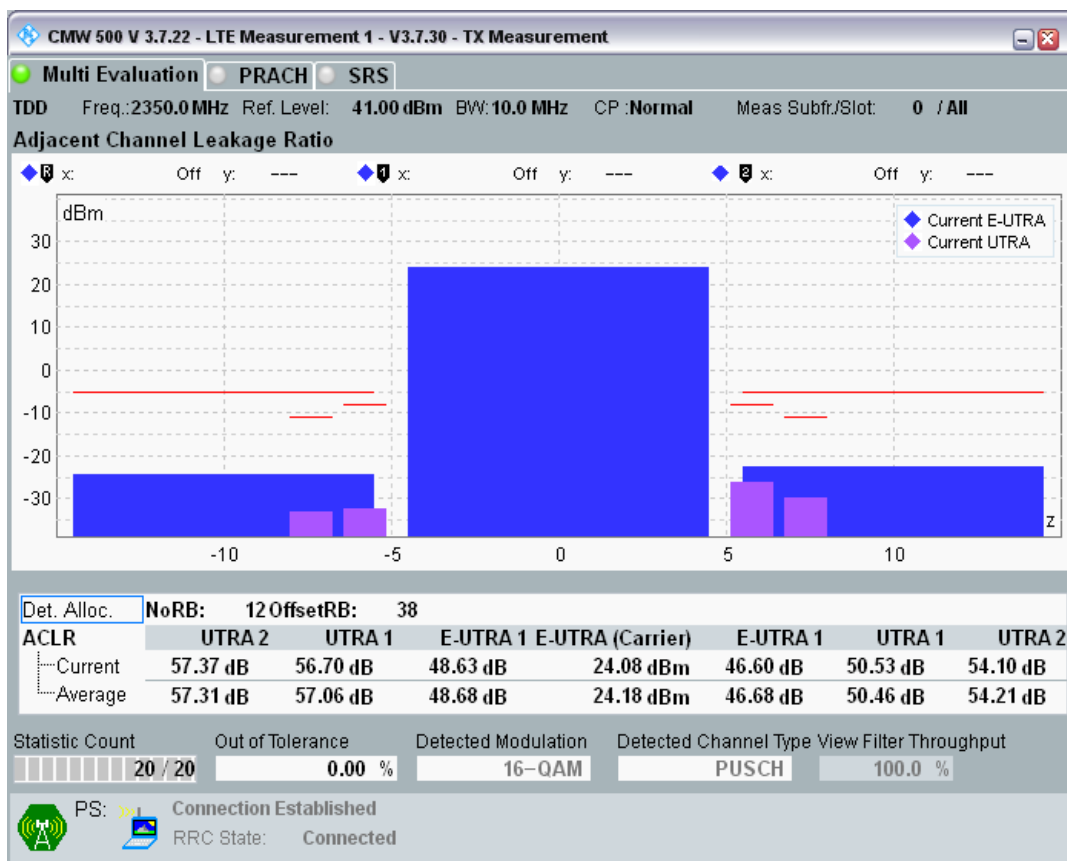 CMW 500 V 3.7.22 - LTE Measurement 1 - V3.7.30 - TX Measurement
Multi Evaluation PRACH SRS
TDD Freq.:2350.0 MHz Ref. Level: 41.00 dBm BW:10.0 MHz CP :Normal Meas Subfr./Slot: 0 / All
Adjacent Channel Leakage Ratio
R x: Off y: --- 1 x: Off y: --- 2 x: Off y: ---
dBm
Current E-UTRA
Current UTRA
30
20
10
0
-10
-20
-30
z
-10 -5 0 5 10
Det. Alloc. NoRB: 12 OffsetRB: 38
ACLR UTRA 2 UTRA 1 E-UTRA 1 E-UTRA (Carrier) E-UTRA 1 UTRA 1 UTRA 2
Current 57.37 dB 56.70 dB 48.63 dB 24.08 dBm 46.60 dB 50.53 dB 54.10 dB
Average 57.31 dB 57.06 dB 48.68 dB 24.18 dBm 46.68 dB 50.46 dB 54.21 dB
Statistic Count Out of Tolerance Detected Modulation Detected Channel Type View Filter Throughput
20 / 20 0.00 % 16-QAM PUSCH 100.0 %
PS: Connection Established
RRC State: Connected